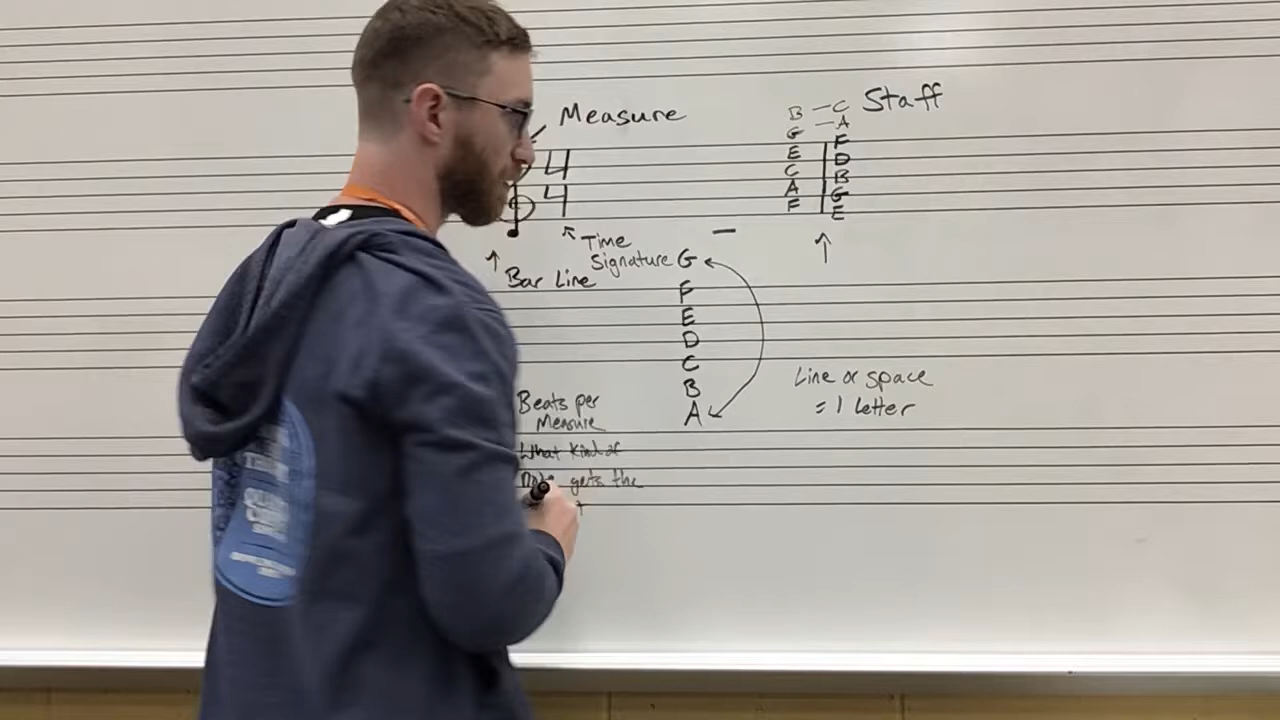 Measure
4
4
Time
Signature
Bar Line
B – C Staff
G – A
E F
C D
A B
F G
E
G
F
E
D
C
B
A
Line or space
= 1 letter
Beats per
Measure
What kind of
Note gets the